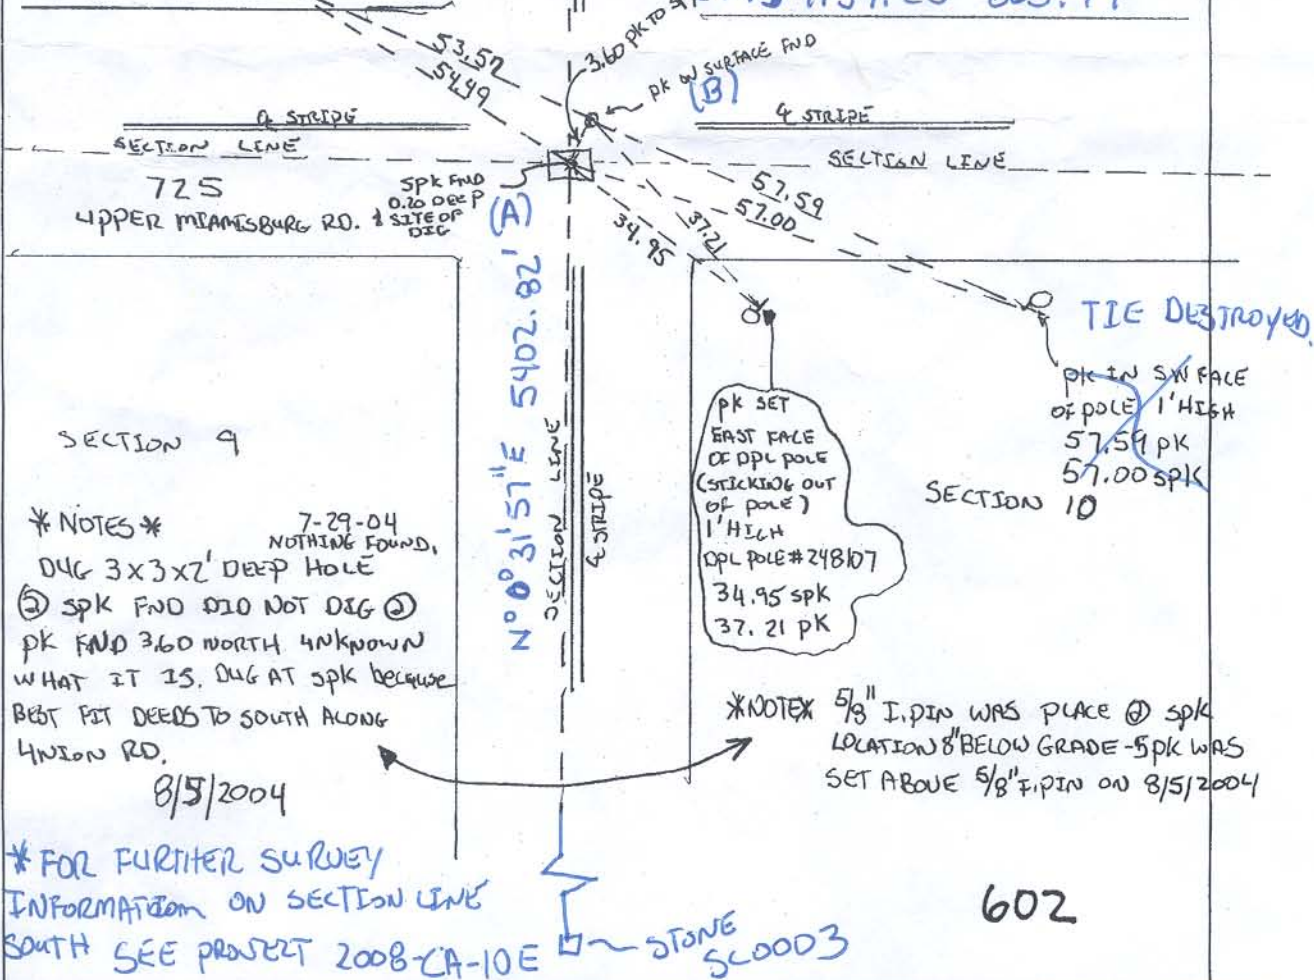 53.52
54.49
3.60 PK TO
PK ON SURFACE FND
(B)
℄ STRIPE
℄ STRIPE
SECTION LINE
SECTION LINE
725
UPPER MIAMISBURG RD.
SPK FND
0.20 DEEP
& SITE OF
DIG
(A)
57.59
57.00
37.21
34.95
N° 0° 31' 57" E 5402.82'
SECTION LINE
℄ STRIPE
TIE DESTROYED.
PK IN SW FACE
OF POLE 1' HIGH
57.59 PK
57.00 SPK
PK SET
EAST FACE
OF DPL POLE
(STICKING OUT
OF POLE)
1' HIGH
DPL POLE # 248107
34.95 SPK
37.21 PK
SECTION 9
SECTION 10
* NOTES *
7-29-04
NOTHING FOUND.
DUG 3x3x2' DEEP HOLE
@ SPK FND DID NOT DIG @
PK FND 3.60 NORTH UNKNOWN
WHAT IT IS. DUG AT SPK because
BEST FIT DEEDS TO SOUTH ALONG
UNION RD.
8/5/2004
*NOTE* 5/8" I.PIN WAS PLACE @ SPK
LOCATION 8" BELOW GRADE - SPK WAS
SET ABOVE 5/8" I.PIN ON 8/5/2004
* FOR FURTHER SURVEY
INFORMATION ON SECTION LINE
SOUTH SEE PROJECT 2008-CA-10E
STONE
SC0003
602